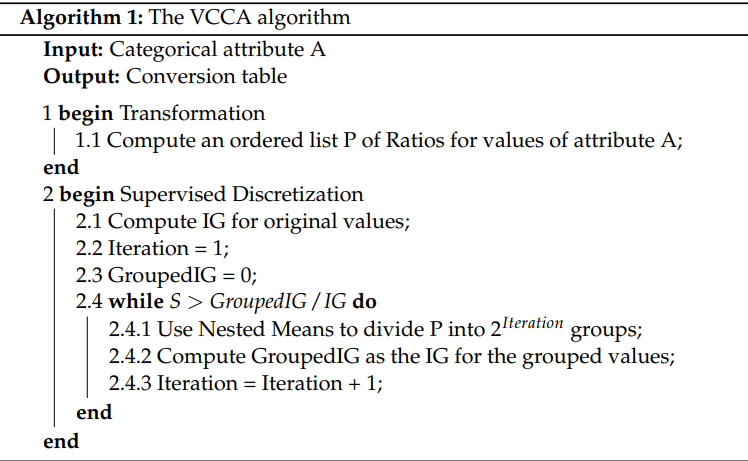 Algorithm 1: The VCCA algorithm
Input: Categorical attribute A
Output: Conversion table
1 begin Transformation
1.1 Compute an ordered list P of Ratios for values of attribute A;
end
2 begin Supervised Discretization
2.1 Compute IG for original values;
2.2 Iteration = 1;
2.3 GroupedIG = 0;
2.4 while S > GroupedIG / IG do
2.4.1 Use Nested Means to divide P into 2^Iteration groups;
2.4.2 Compute GroupedIG as the IG for the grouped values;
2.4.3 Iteration = Iteration + 1;
end
end